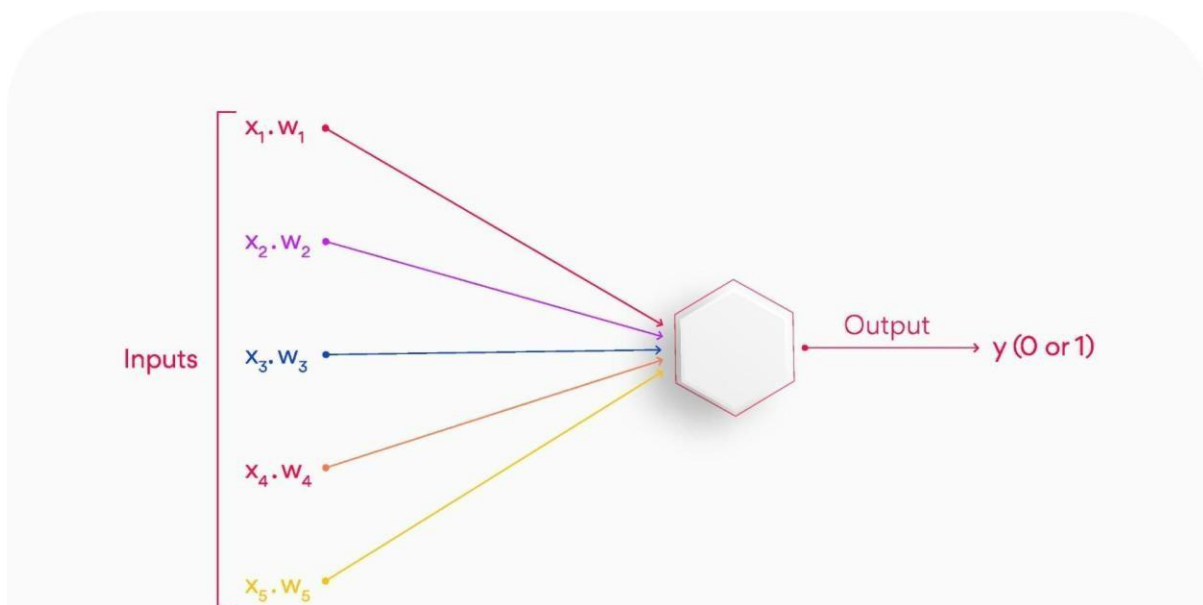 x₁.w₁
x₂.w₂
Output
y (0 or 1)
Inputs
x₃.w₃
x₄.w₄
x₅.w₅